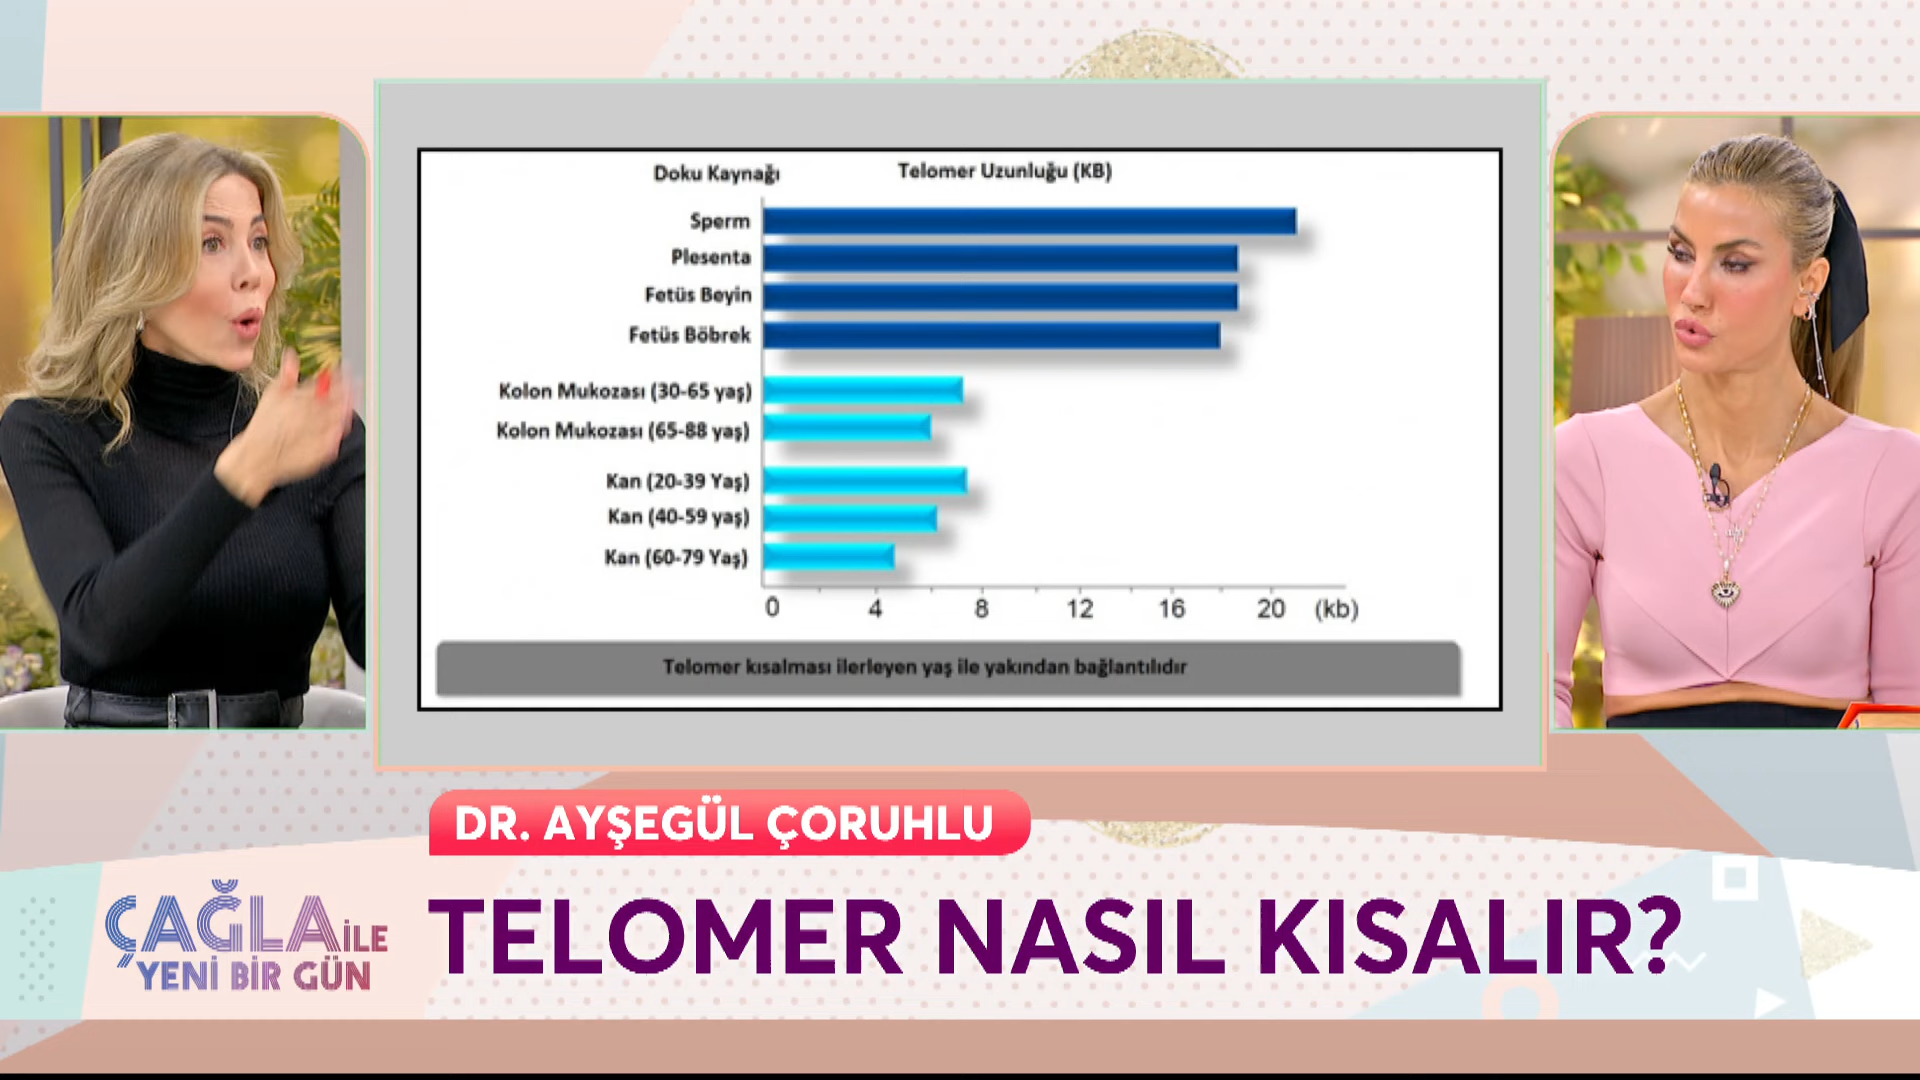 Doku Kaynağı
Telomer Uzunluğu (KB)
Sperm
Plesenta
Fetüs Beyin
Fetüs Böbrek
Kolon Mukozası (30-65 yaş)
Kolon Mukozası (65-88 yaş)
Kan (20-39 Yaş)
Kan (40-59 yaş)
Kan (60-79 Yaş)
0 4 8 12 16 20 (kb)
Telomer kısalması ilerleyen yaş ile yakından bağlantılıdır
DR. AYŞEGÜL ÇORUHLU
ÇAĞLA İLE
YENİ BİR GÜN
TELOMER NASIL KISALIR?